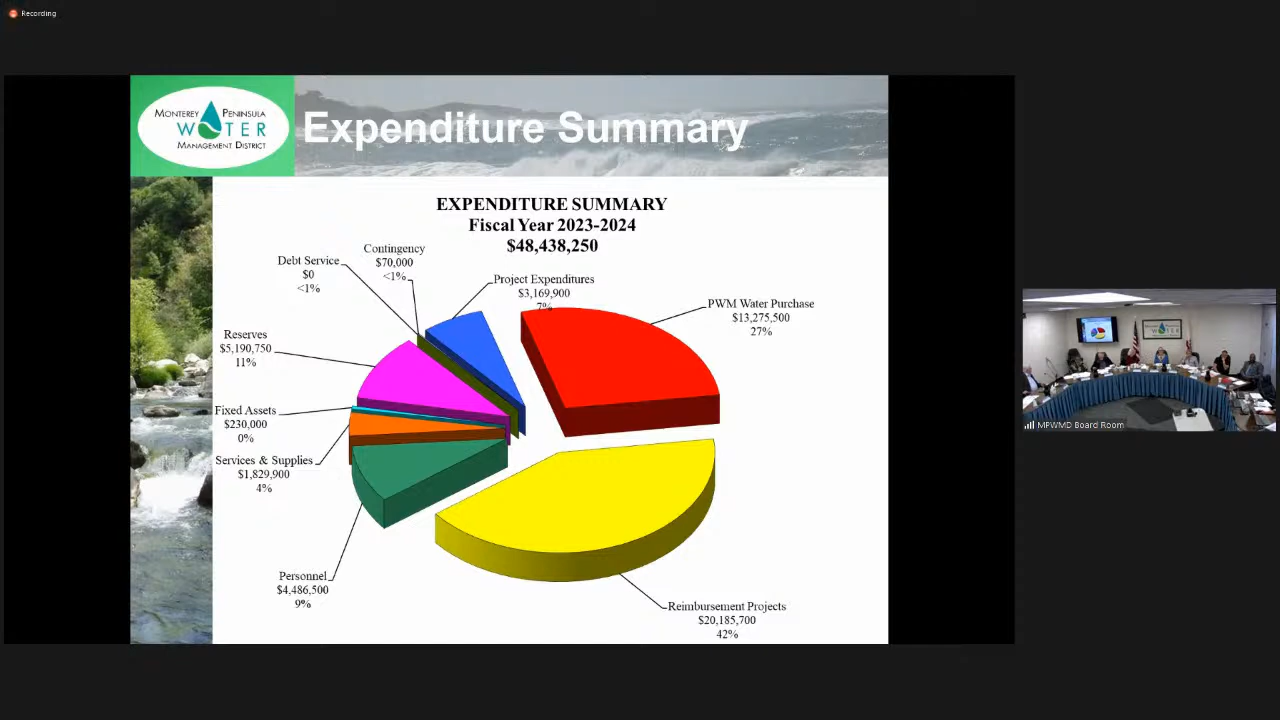 Recording
MONTEREY PENINSULA
WATER
MANAGEMENT DISTRICT
Expenditure Summary
EXPENDITURE SUMMARY
Fiscal Year 2023-2024
$48,438,250
Contingency
$70,000
<1%
Debt Service
$0
<1%
Project Expenditures
$3,169,900
7%
PWM Water Purchase
$13,275,500
27%
Reserves
$5,190,750
11%
Fixed Assets
$230,000
0%
Services & Supplies
$1,829,900
4%
Personnel
$4,486,500
9%
Reimbursement Projects
$20,185,700
42%
MPWMD Board Room